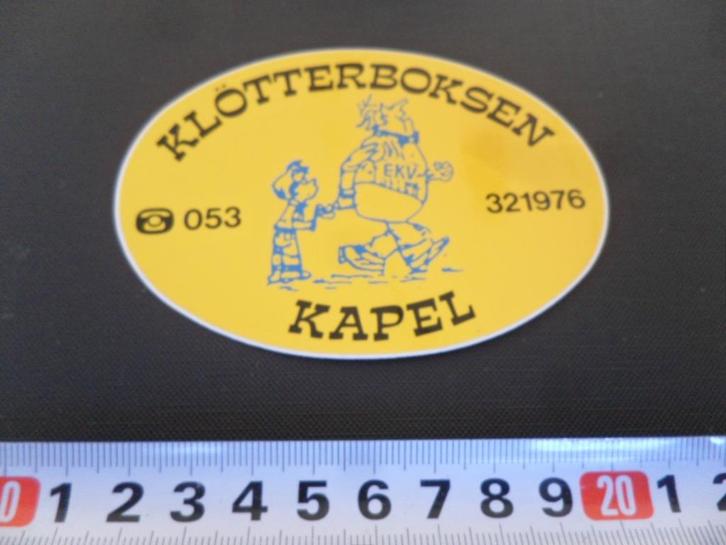 KLÖTTERBOKSEN
EKV
☎ 053 321976
KAPEL
0 1 2 3 4 5 6 7 8 9 20 1 2